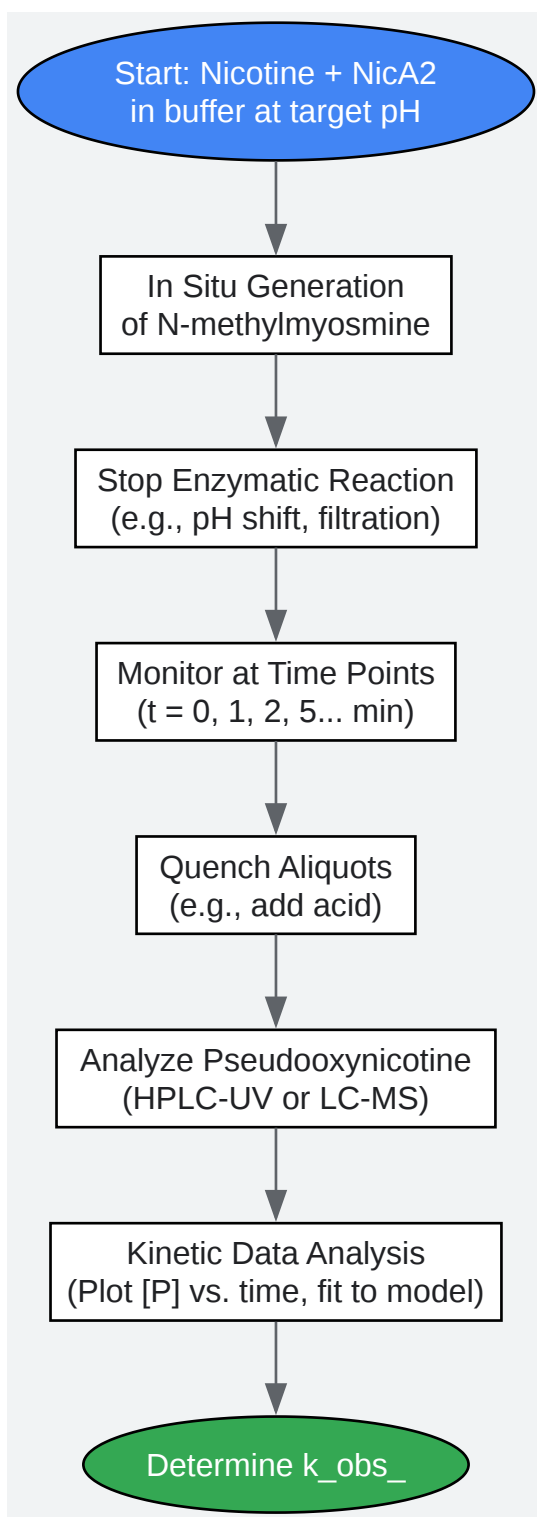 Start: Nicotine + NicA2
in buffer at target pH
In Situ Generation
of N-methylmyosmine
Stop Enzymatic Reaction
(e.g., pH shift, filtration)
Monitor at Time Points
(t = 0, 1, 2, 5... min)
Quench Aliquots
(e.g., add acid)
Analyze Pseudooxynicotine
(HPLC-UV or LC-MS)
Kinetic Data Analysis
(Plot [P] vs. time, fit to model)
Determine k_obs_